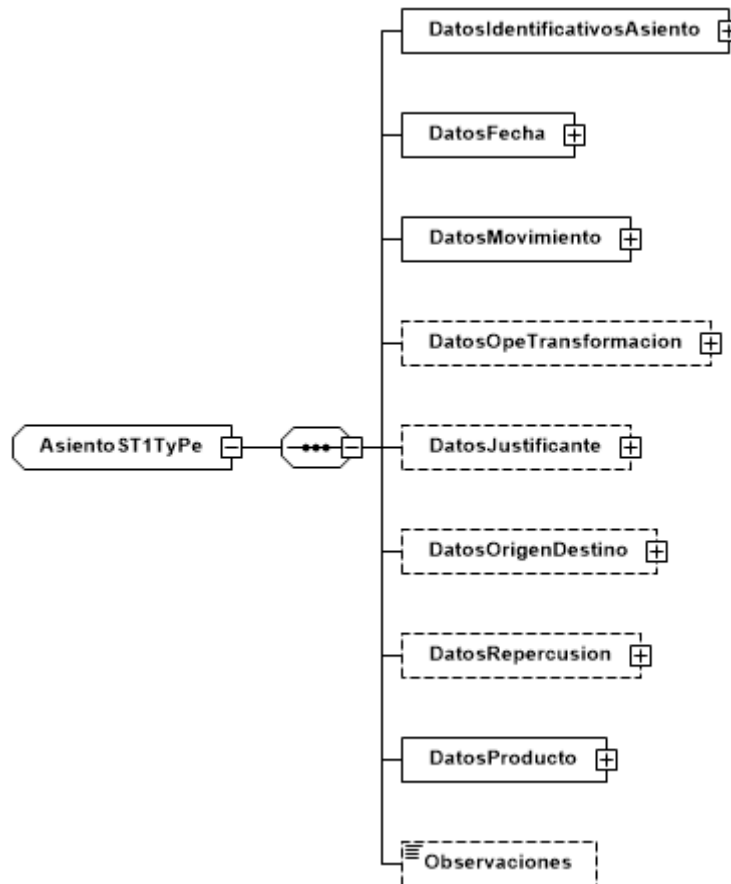 DatosIdentificativosAsiento
DatosFecha
DatosMovimiento
DatosOpeTransformacion
AsientoST1TyPe
DatosJustificante
DatosOrigenDestino
DatosRepercusion
DatosProducto
Observaciones